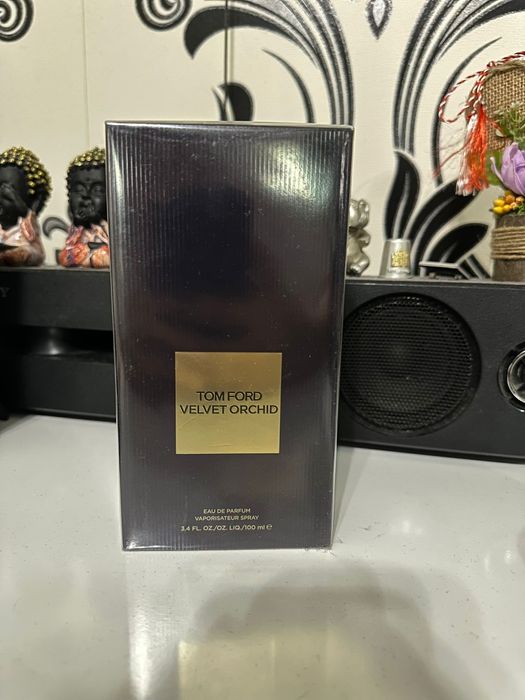 TOM FORD
VELVET ORCHID
EAU DE PARFUM
VAPORISATEUR SPRAY
3.4 FL. OZ./OZ. LIQ./100 ml ℮